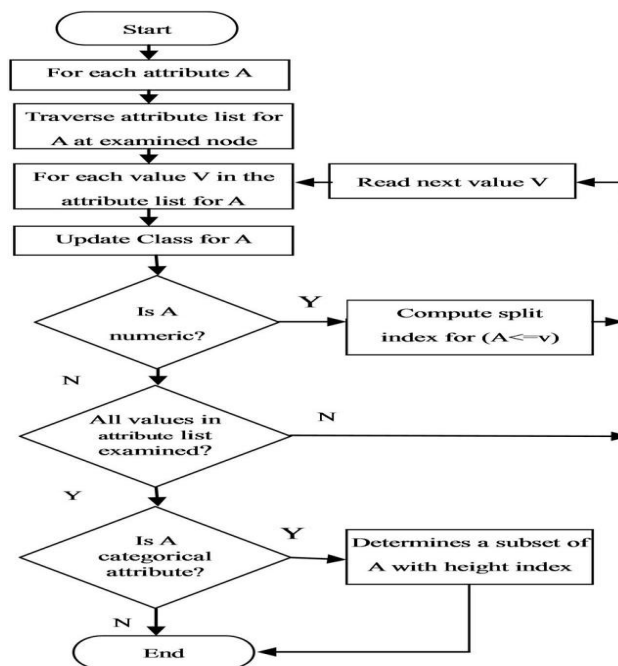 Start
For each attribute A
Traverse attribute list for
A at examined node
For each value V in the
attribute list for A
Read next value V
Update Class for A
Is A
numeric?
Y
Compute split
index for (A<=v)
N
All values in
attribute list
examined?
N
Y
Is A
categorical
attribute?
Y
Determines a subset of
A with height index
N
End